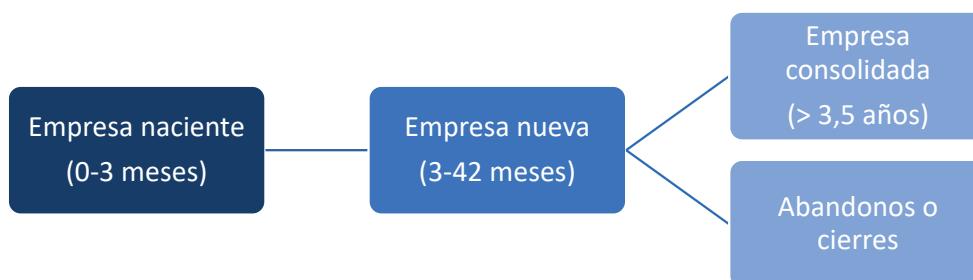 Empresa naciente
(0-3 meses)
Empresa nueva
(3-42 meses)
Empresa
consolidada
(> 3,5 años)
Abandonos o
cierres